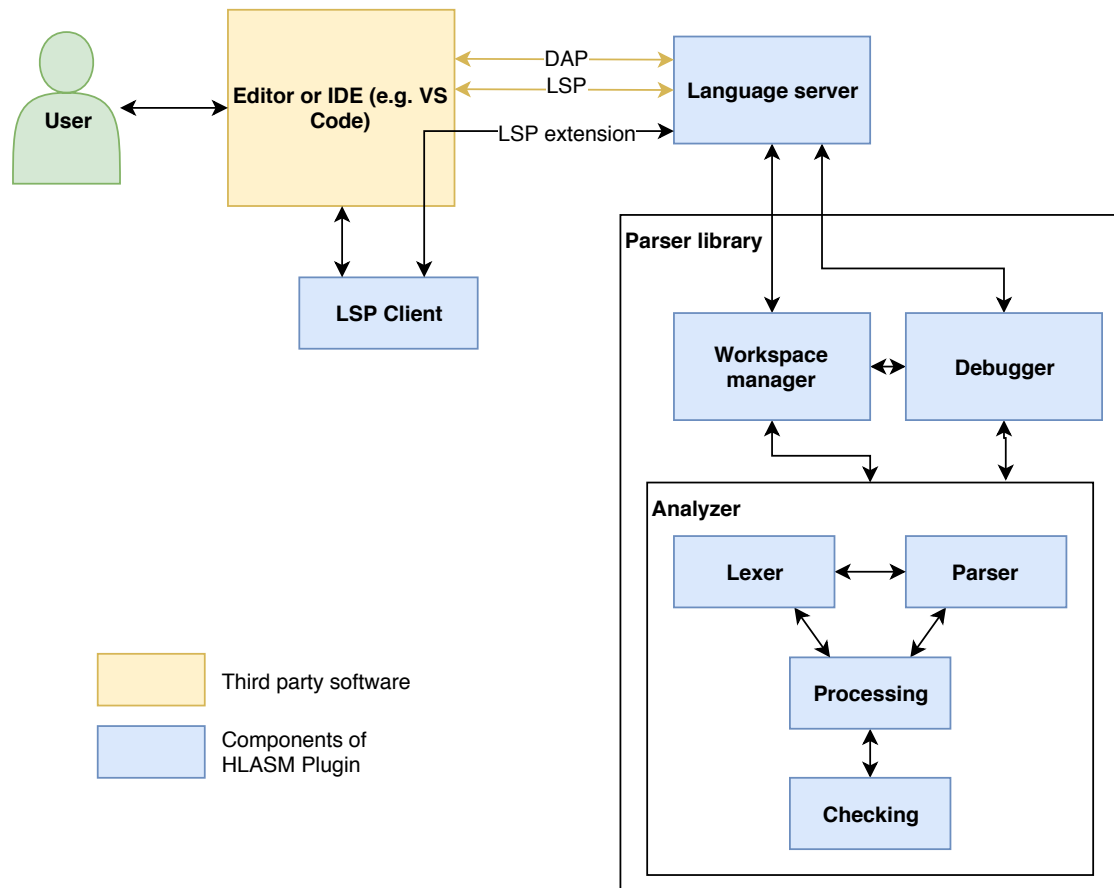 User
Editor or IDE (e.g. VS
Code)
DAP
LSP
LSP extension
Language server
LSP Client
Parser library
Workspace
manager
Debugger
Analyzer
Lexer
Parser
Processing
Checking
Third party software
Components of
HLASM Plugin